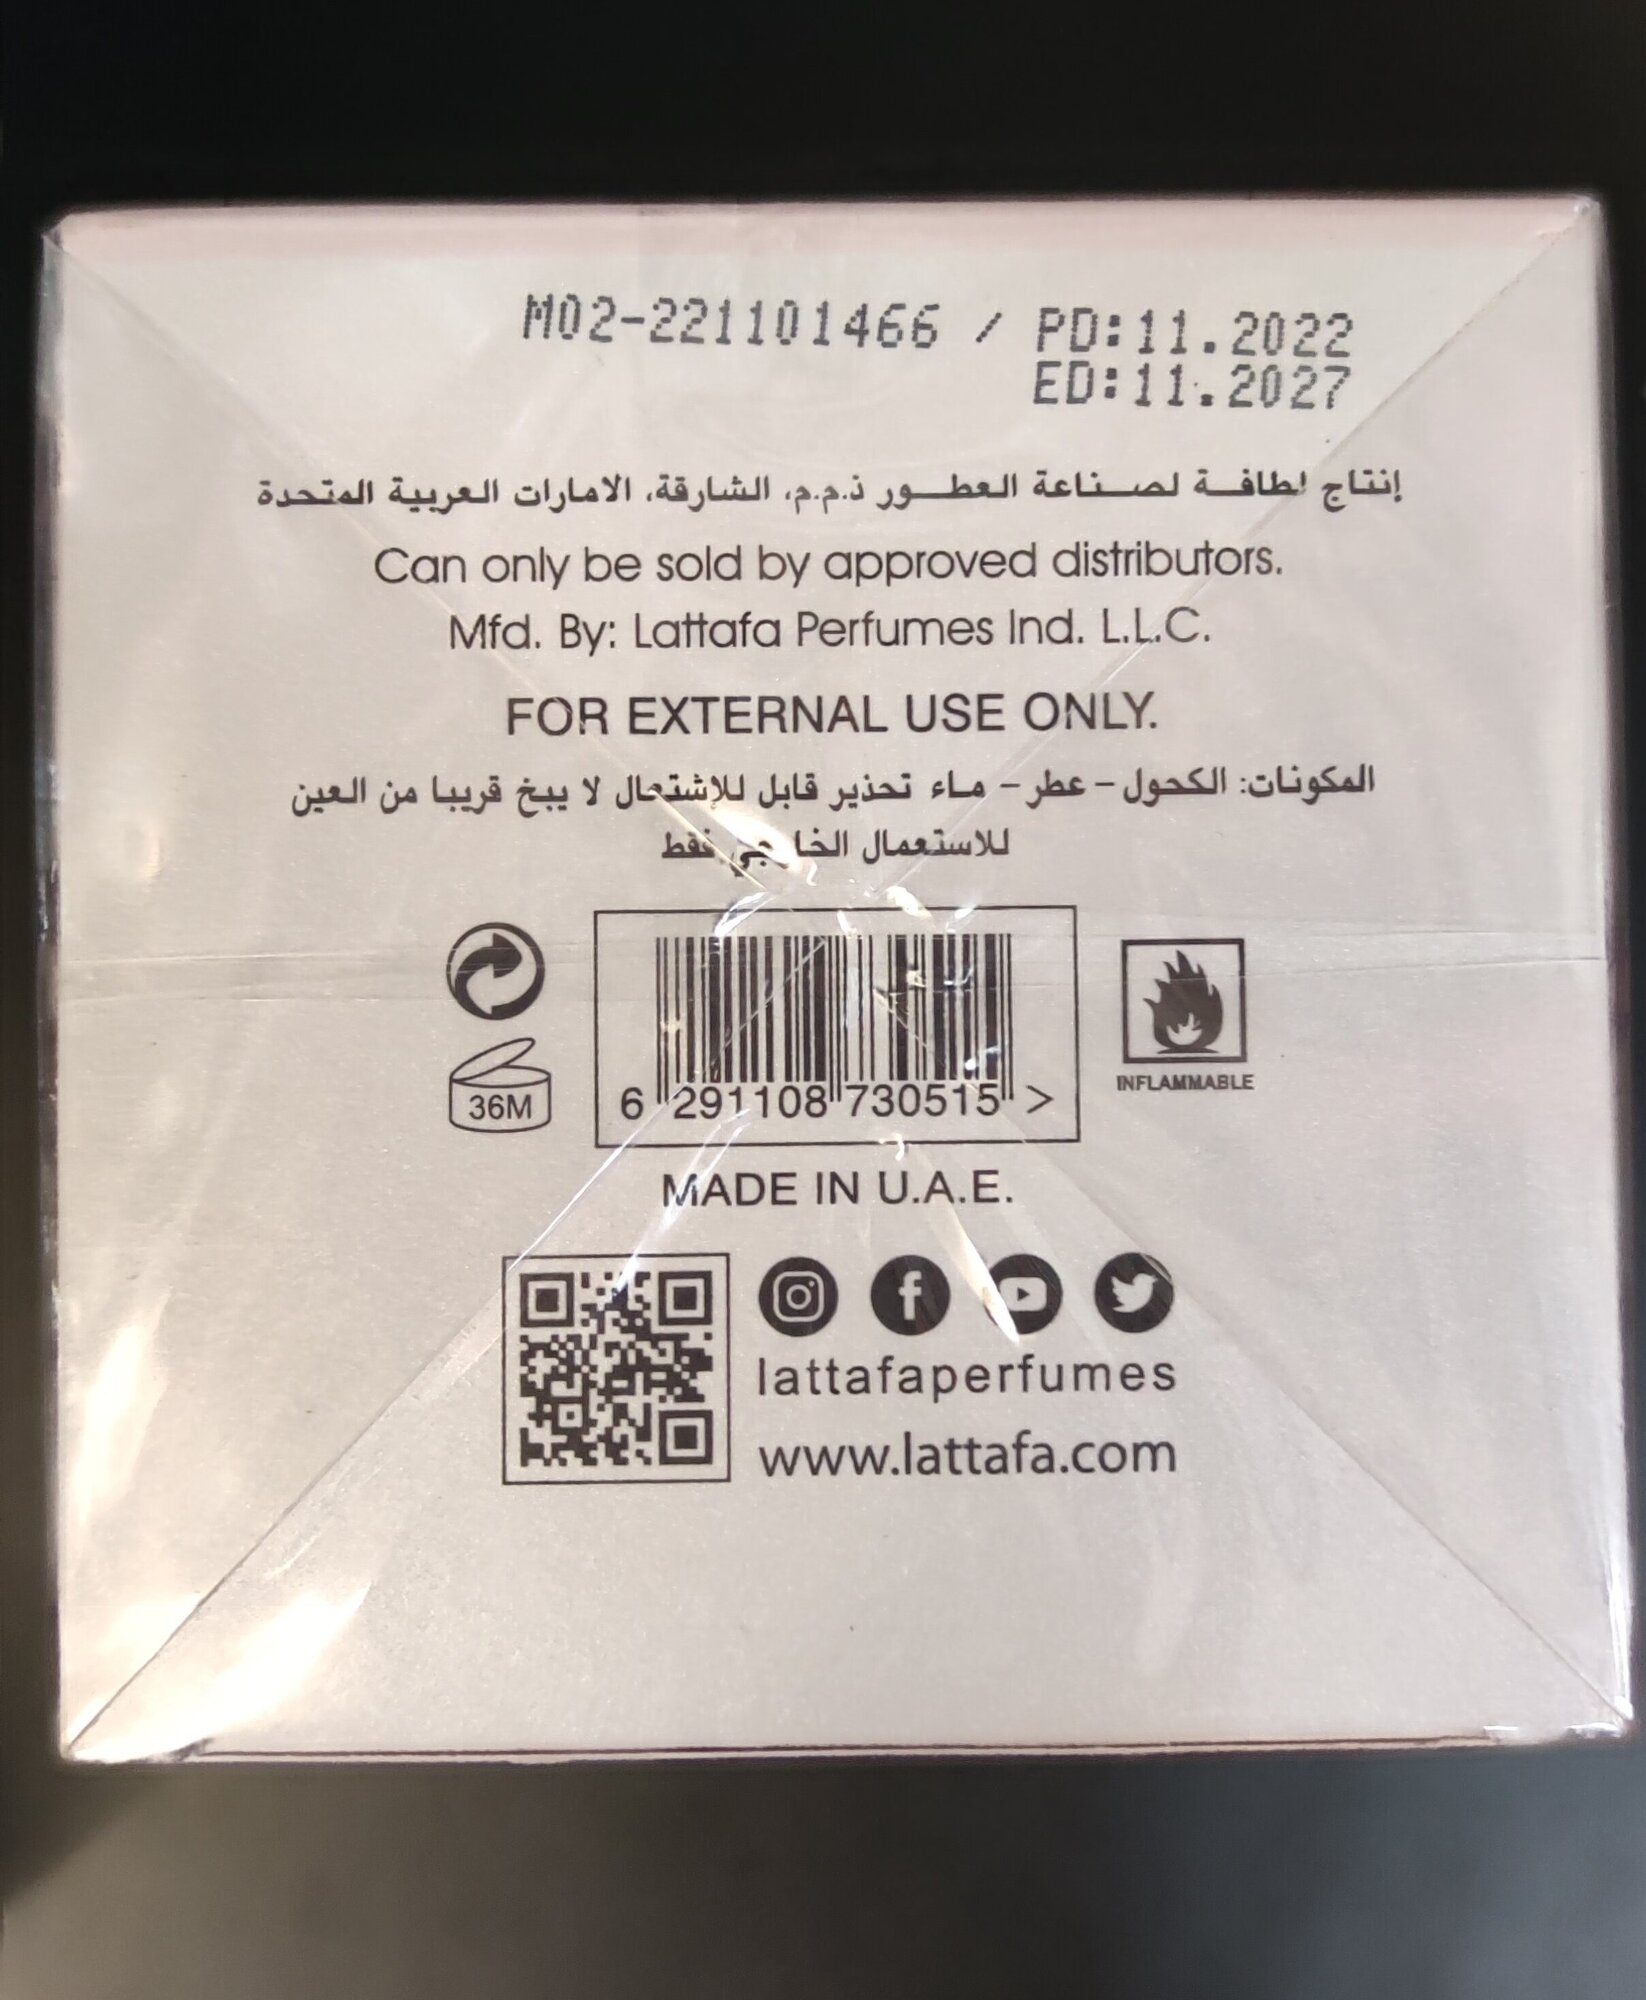 M02-221101466 / PD:11.2022
ED:11.2027
إنتاج لطافة لصناعة العطور ذ.م.م، الشارقة، الامارات العربية المتحدة
Can only be sold by approved distributors.
Mfd. By: Lattafa Perfumes Ind. L.L.C.
FOR EXTERNAL USE ONLY.
المكونات: الكحول - عطر - ماء تحذير قابل للإشتعال لا يبخ قريبا من العين
للاستعمال الخارجي فقط
36M
6 291108 730515 >
INFLAMMABLE
MADE IN U.A.E.
lattafaperfumes
www.lattafa.com